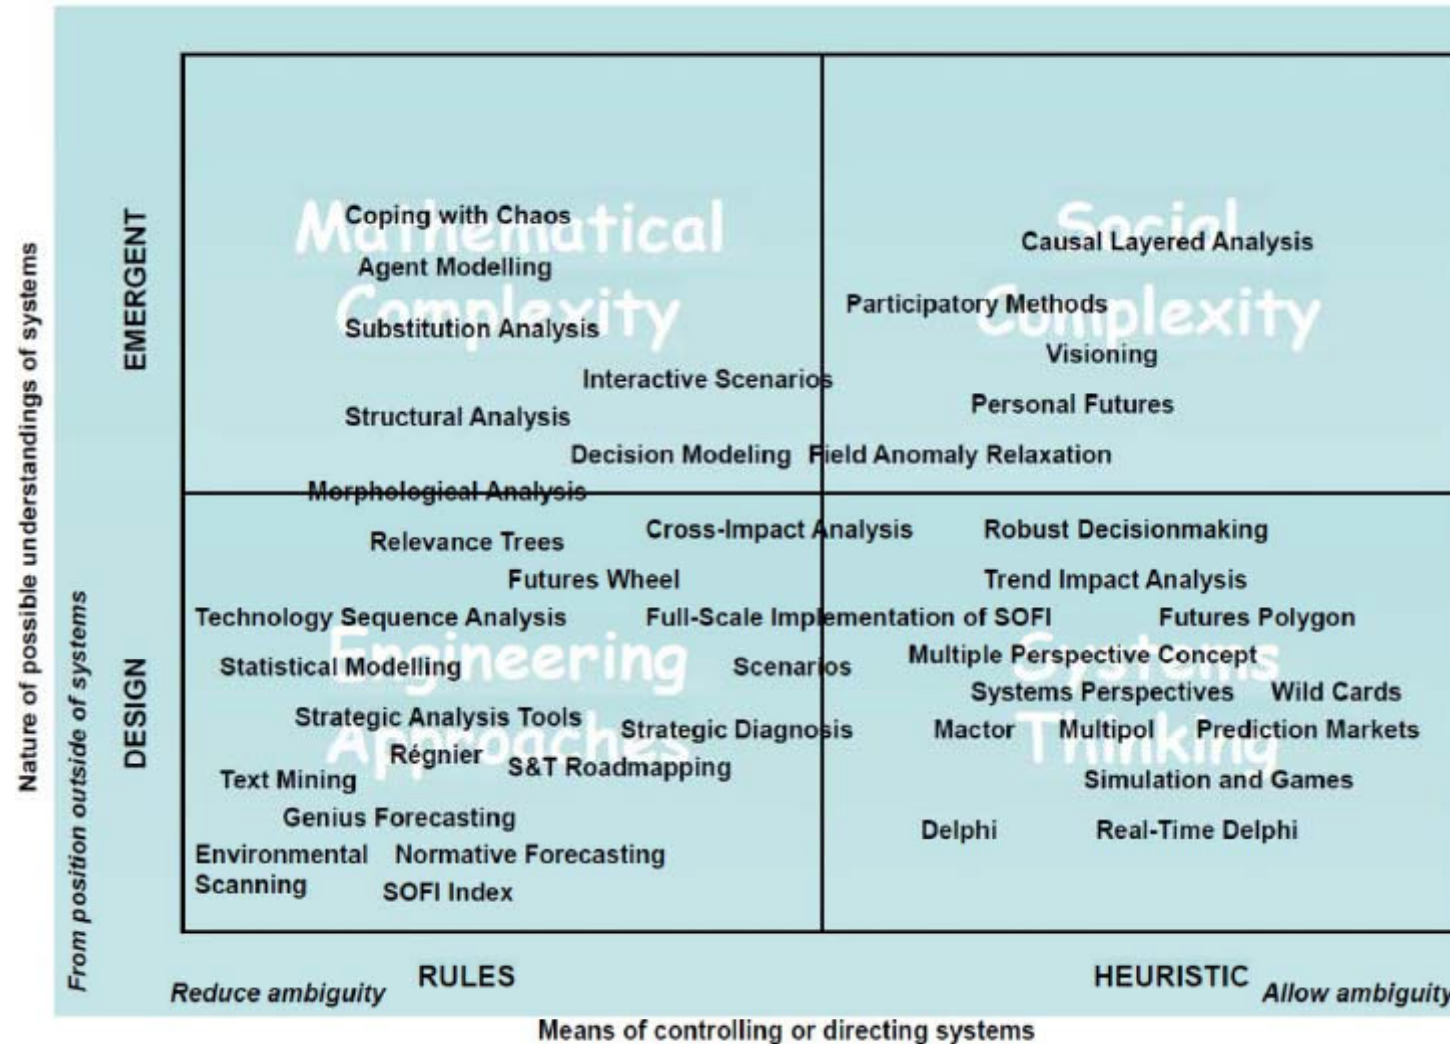 Nature of possible understandings of systems
From position outside of systems
EMERGENT
DESIGN
Mathematical
Complexity
Coping with Chaos
Agent Modelling
Substitution Analysis
Interactive Scenarios
Structural Analysis
Decision Modeling
Morphological Analysis
Social
Complexity
Causal Layered Analysis
Participatory Methods
Visioning
Personal Futures
Field Anomaly Relaxation
Engineering
Approaches
Relevance Trees
Cross-Impact Analysis
Futures Wheel
Technology Sequence Analysis
Full-Scale Implementation of SOFI
Statistical Modelling
Scenarios
Strategic Analysis Tools
Strategic Diagnosis
Régnier
S&T Roadmapping
Text Mining
Genius Forecasting
Environmental
Scanning
Normative Forecasting
SOFI Index
Systems
Thinking
Robust Decisionmaking
Trend Impact Analysis
Futures Polygon
Multiple Perspective Concept
Systems Perspectives
Wild Cards
Mactor
Multipol
Prediction Markets
Simulation and Games
Delphi
Real-Time Delphi
Reduce ambiguity
RULES
HEURISTIC
Allow ambiguity
Means of controlling or directing systems